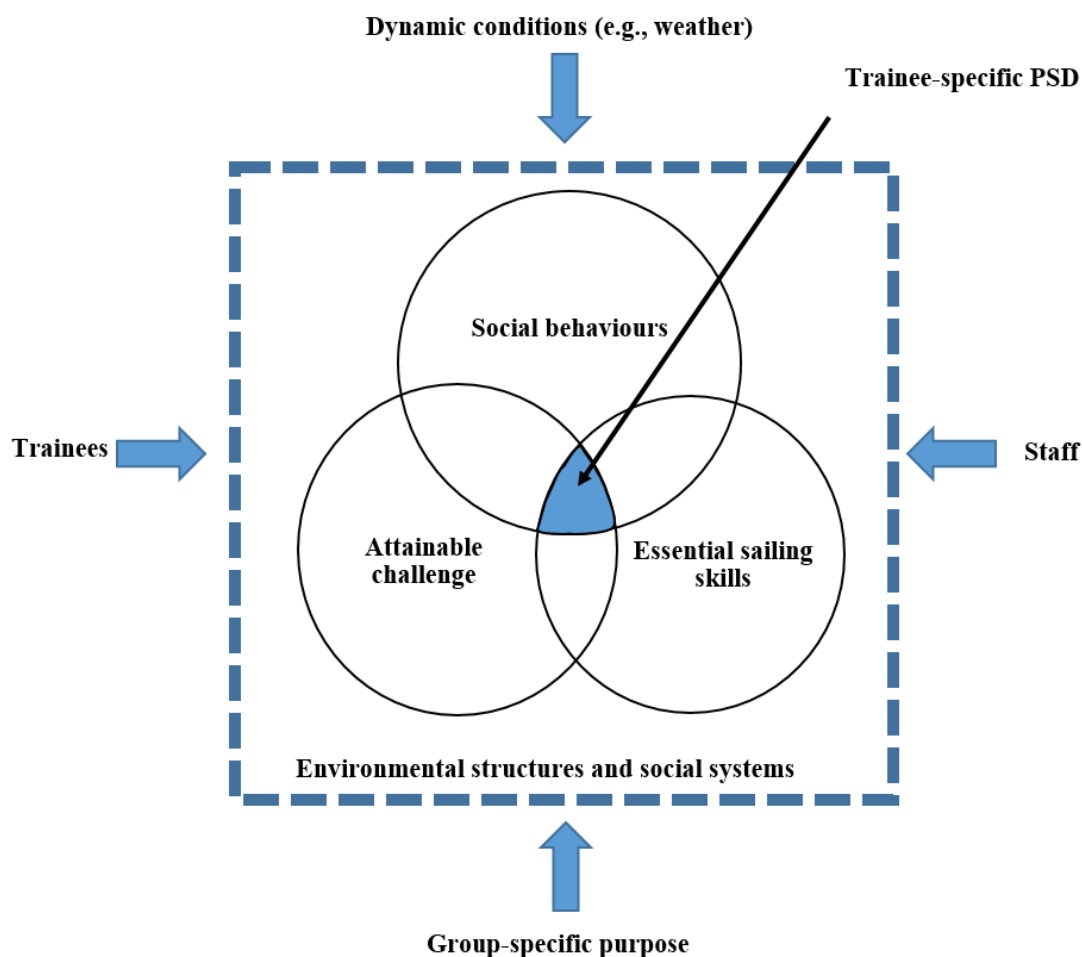 Dynamic conditions (e.g., weather)
Trainee-specific PSD
Social behaviours
Trainees
Staff
Attainable
challenge
Essential sailing
skills
Environmental structures and social systems
Group-specific purpose